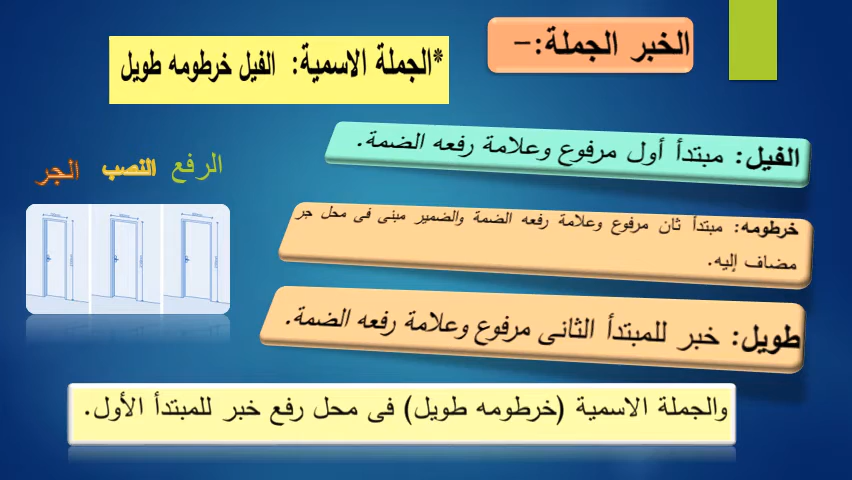 الخبر الجملة:-
*الجملة الاسمية: الفيل خرطومه طويل
الفيل: مبتدأ أول مرفوع وعلامة رفعه الضمة.
الرفع النصب الجر
خرطومه: مبتدأ ثان مرفوع وعلامة رفعه الضمة والضمير مبنى فى محل جر
مضاف إليه.
طويل: خبر للمبتدأ الثانى مرفوع وعلامة رفعه الضمة.
والجملة الاسمية (خرطومه طويل) فى محل رفع خبر للمبتدأ الأول.